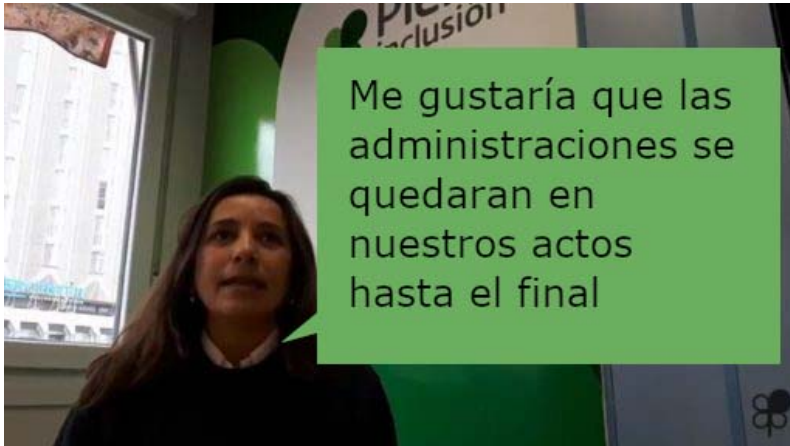 inclusión
Me gustaría que las
administraciones se
quedaran en
nuestros actos
hasta el final